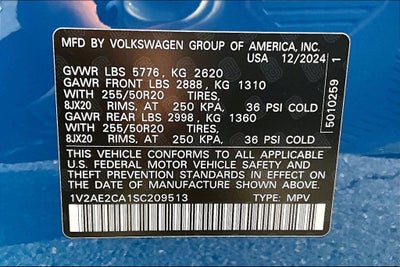 MFD BY VOLKSWAGEN GROUP OF AMERICA, INC.
USA 12/2024
GVWR LBS 5776, KG 2620
GAWR FRONT LBS 2888, KG 1310
WITH 255/50R20 TIRES,
8JX20 RIMS, AT 250 KPA, 36 PSI COLD
GAWR REAR LBS 2998, KG 1360
WITH 255/50R20 TIRES,
8JX20 RIMS, AT 250 KPA, 36 PSI COLD
THIS VEHICLE CONFORMS TO ALL APPLICABLE
U.S. FEDERAL MOTOR VEHICLE SAFETY AND
THEFT PREVENTION STANDARDS IN EFFECT ON THE
DATE OF MANUFACTURE SHOWN ABOVE.
1V2AE2CA1SC209513 TYPE: MPV
5010259 1